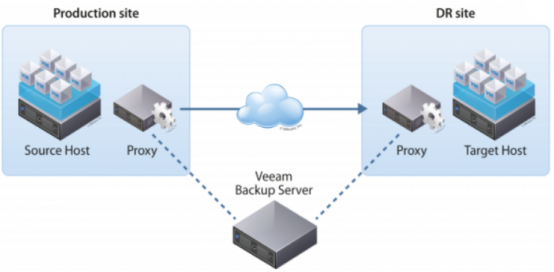 Production site
DR site
Source Host
Proxy
Proxy
Target Host
Veeam
Backup Server